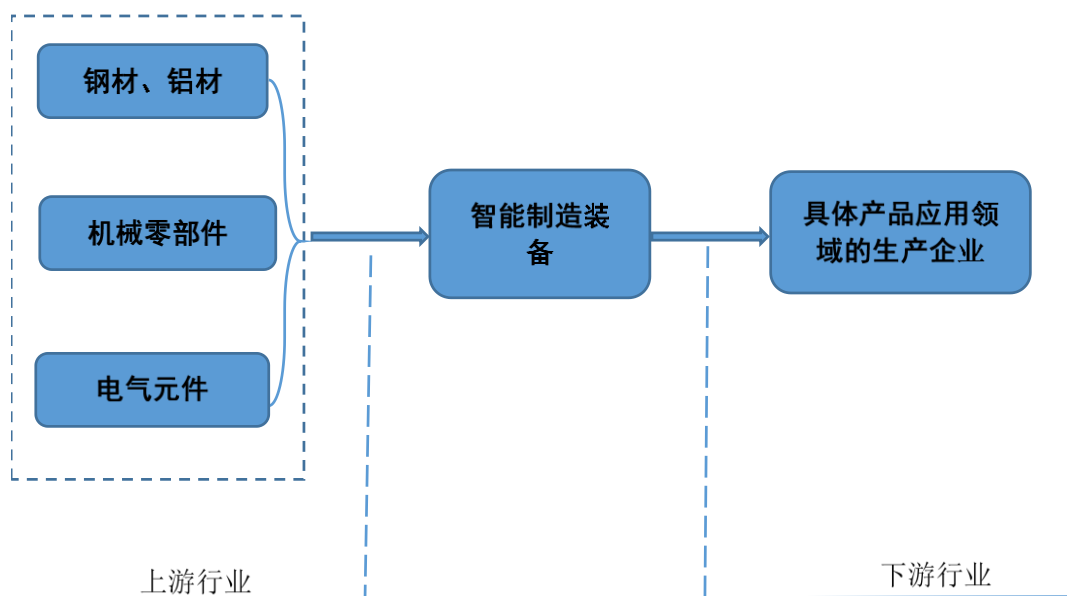 钢材、铝材
机械零部件
电气元件
智能制造装
备
具体产品应用领
域的生产企业
上游行业
下游行业